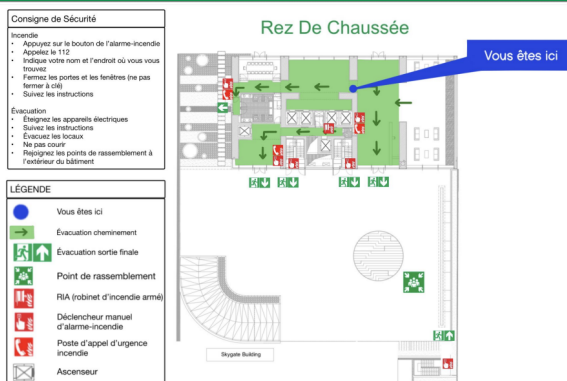 Consigne de Sécurité
Incendie
• Appuyez sur le bouton de l'alarme-incendie
• Appelez le 112
• Indique votre nom et l'endroit où vous vous
trouvez
• Fermez les portes et les fenêtres (ne pas
fermer à clé)
• Suivez les instructions
Évacuation
• Éteignez les appareils électriques
• Suivez les instructions
• Évacuez les locaux
• Ne pas courir
• Rejoignez les points de rassemblement à
l'extérieur du bâtiment
LÉGENDE
Vous êtes ici
Évacuation cheminement
Évacuation sortie finale
Point de rassemblement
RIA (robinet d'incendie armé)
Déclencheur manuel
d'alarme-incendie
Poste d'appel d'urgence
incendie
Ascenseur
Rez De Chaussée
Vous êtes ici
Skygate Building